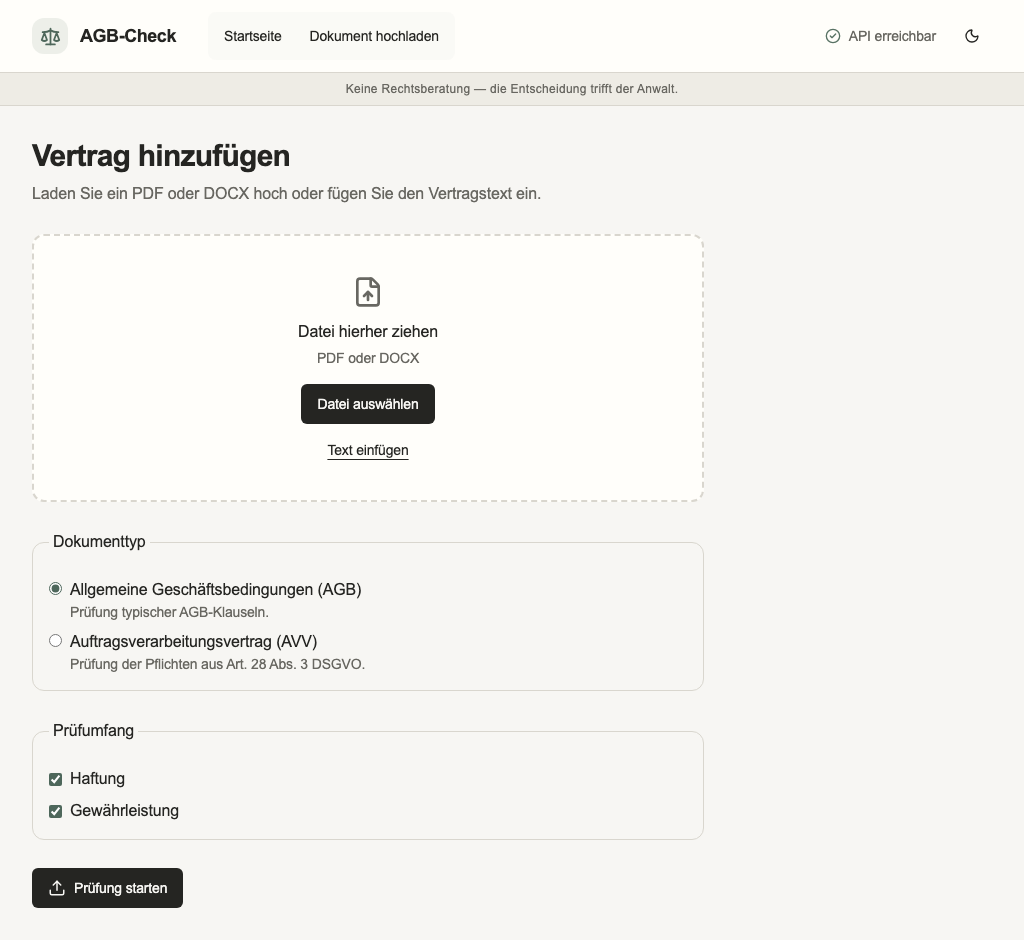 AGB-Check
Startseite
Dokument hochladen
API erreichbar
Keine Rechtsberatung — die Entscheidung trifft der Anwalt.
Vertrag hinzufügen
Laden Sie ein PDF oder DOCX hoch oder fügen Sie den Vertragstext ein.
Datei hierher ziehen
PDF oder DOCX
Datei auswählen
Text einfügen
Dokumenttyp
Allgemeine Geschäftsbedingungen (AGB)
Prüfung typischer AGB-Klauseln.
Auftragsverarbeitungsvertrag (AVV)
Prüfung der Pflichten aus Art. 28 Abs. 3 DSGVO.
Prüfumfang
Haftung
Gewährleistung
Prüfung starten